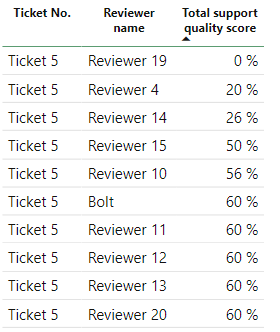 Ticket No. Reviewer name Total support quality score
Ticket 5 Reviewer 19 0 %
Ticket 5 Reviewer 4 20 %
Ticket 5 Reviewer 14 26 %
Ticket 5 Reviewer 15 50 %
Ticket 5 Reviewer 10 56 %
Ticket 5 Bolt 60 %
Ticket 5 Reviewer 11 60 %
Ticket 5 Reviewer 12 60 %
Ticket 5 Reviewer 13 60 %
Ticket 5 Reviewer 20 60 %